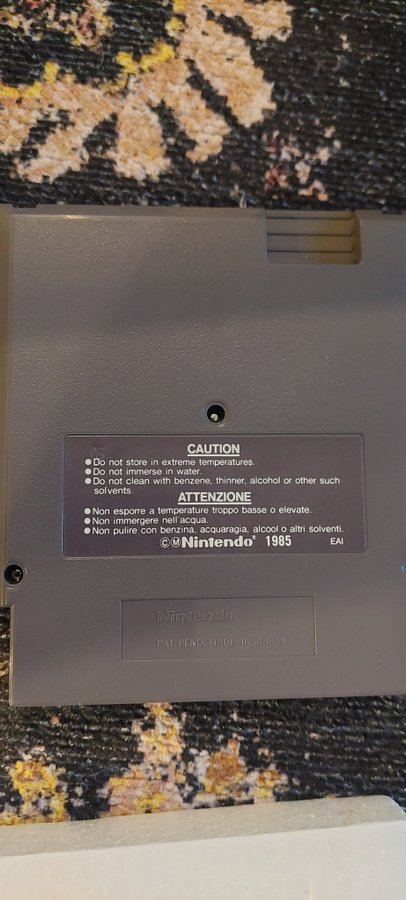 CAUTION
●Do not store in extreme temperatures.
●Do not immerse in water.
●Do not clean with benzene, thinner, alcohol or other such
solvents.
ATTENZIONE
●Non esporre a temperature troppo basse o elevate.
●Non immergere nell'acqua.
●Non pulire con benzina, acquaragia, alcool o altri solventi.
©ⓂNintendo® 1985 EAI
Nintendo®
PAT. PEND. MADE IN JAPAN